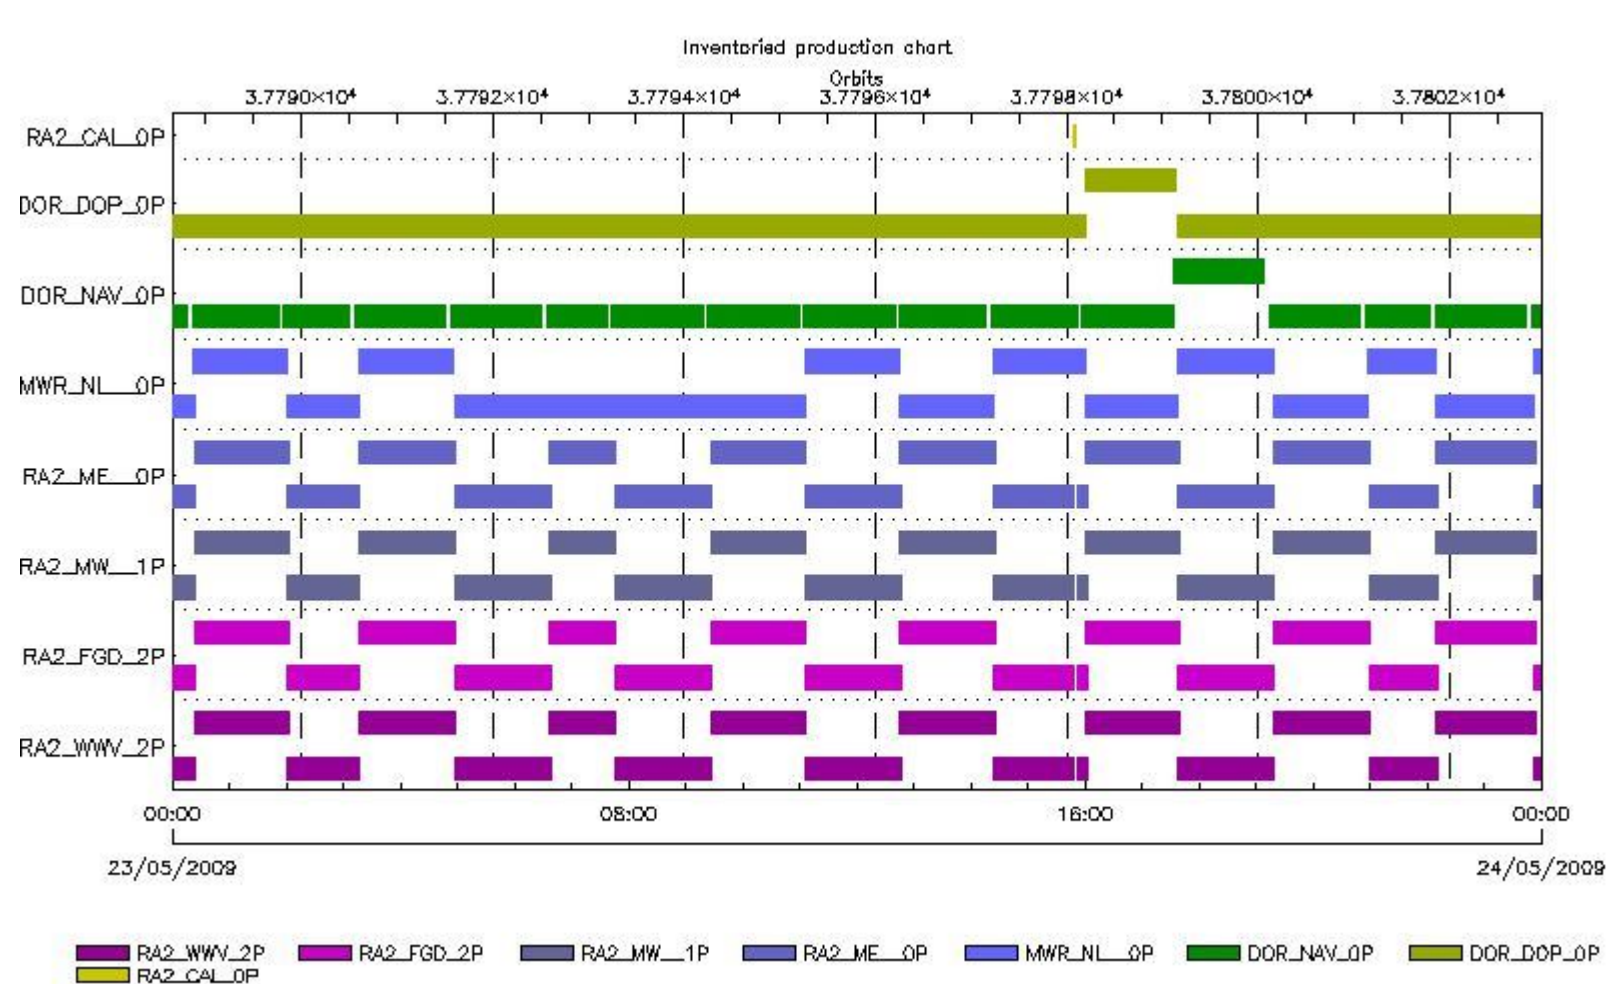 Inventoried production chart
Orbits
3.7790×10⁴ 3.7792×10⁴ 3.7794×10⁴ 3.7796×10⁴ 3.7798×10⁴ 3.7800×10⁴ 3.7802×10⁴
RA2_CAL_0P
DOR_DOP_0P
DOR_NAV_0P
MWR_NL__0P
RA2_ME__0P
RA2_MW__1P
RA2_FGD_2P
RA2_WWV_2P
00:00 08:00 16:00 00:00
23/05/2009 24/05/2009
RA2_WWV_2P RA2_FGD_2P RA2_MW__1P RA2_ME__0P MWR_NL__0P DOR_NAV_0P DOR_DOP_0P
RA2_CAL_0P